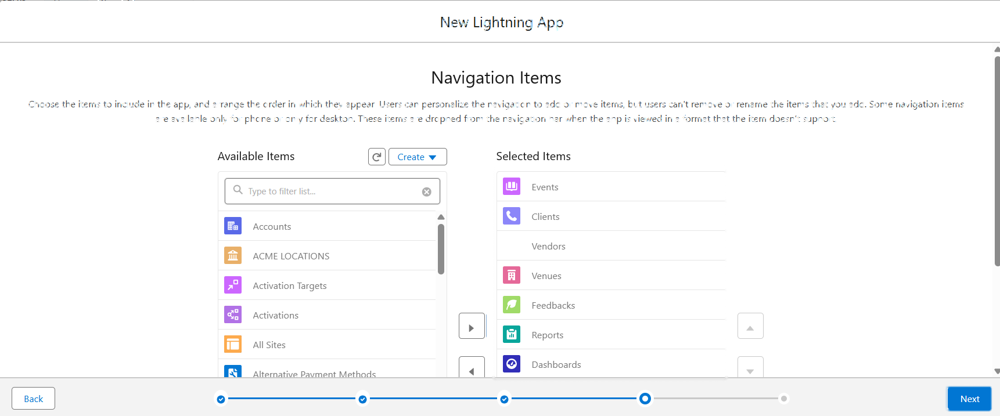 New Lightning App
Navigation Items
Choose the items to include in the app, and arrange the order in which they appear. Users can personalize the navigation to add or move items, but users can't remove or rename the items that you add. Some navigation items
are available only for phone or only for desktop. These items are dropped from the navigation bar when the app is viewed in a format that the item doesn't support.
Available Items
Create
Selected Items
Type to filter list...
Accounts
ACME LOCATIONS
Activation Targets
Activations
All Sites
Alternative Payment Methods
Events
Clients
Vendors
Venues
Feedbacks
Reports
Dashboards
Back
Next